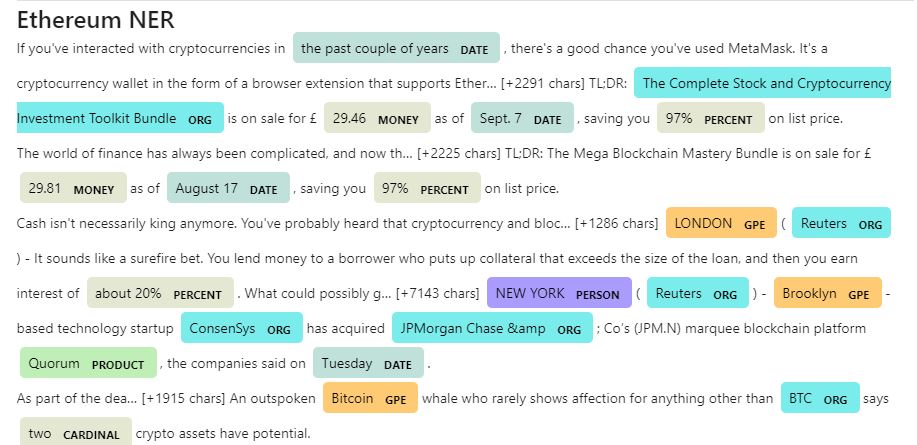 Ethereum NER
If you've interacted with cryptocurrencies in the past couple of years DATE , there's a good chance you've used MetaMask. It's a
cryptocurrency wallet in the form of a browser extension that supports Ether... [+2291 chars] TL;DR: The Complete Stock and Cryptocurrency
Investment Toolkit Bundle ORG is on sale for £ 29.46 MONEY as of Sept. 7 DATE , saving you 97% PERCENT on list price.
The world of finance has always been complicated, and now th... [+2225 chars] TL;DR: The Mega Blockchain Mastery Bundle is on sale for £
29.81 MONEY as of August 17 DATE , saving you 97% PERCENT on list price.
Cash isn't necessarily king anymore. You've probably heard that cryptocurrency and bloc... [+1286 chars] LONDON GPE ( Reuters ORG
) - It sounds like a surefire bet. You lend money to a borrower who puts up collateral that exceeds the size of the loan, and then you earn
interest of about 20% PERCENT . What could possibly g... [+7143 chars] NEW YORK PERSON ( Reuters ORG ) - Brooklyn GPE -
based technology startup ConsenSys ORG has acquired JPMorgan Chase &amp ORG ; Co's (JPM.N) marquee blockchain platform
Quorum PRODUCT , the companies said on Tuesday DATE .
As part of the dea... [+1915 chars] An outspoken Bitcoin GPE whale who rarely shows affection for anything other than BTC ORG says
two CARDINAL crypto assets have potential.